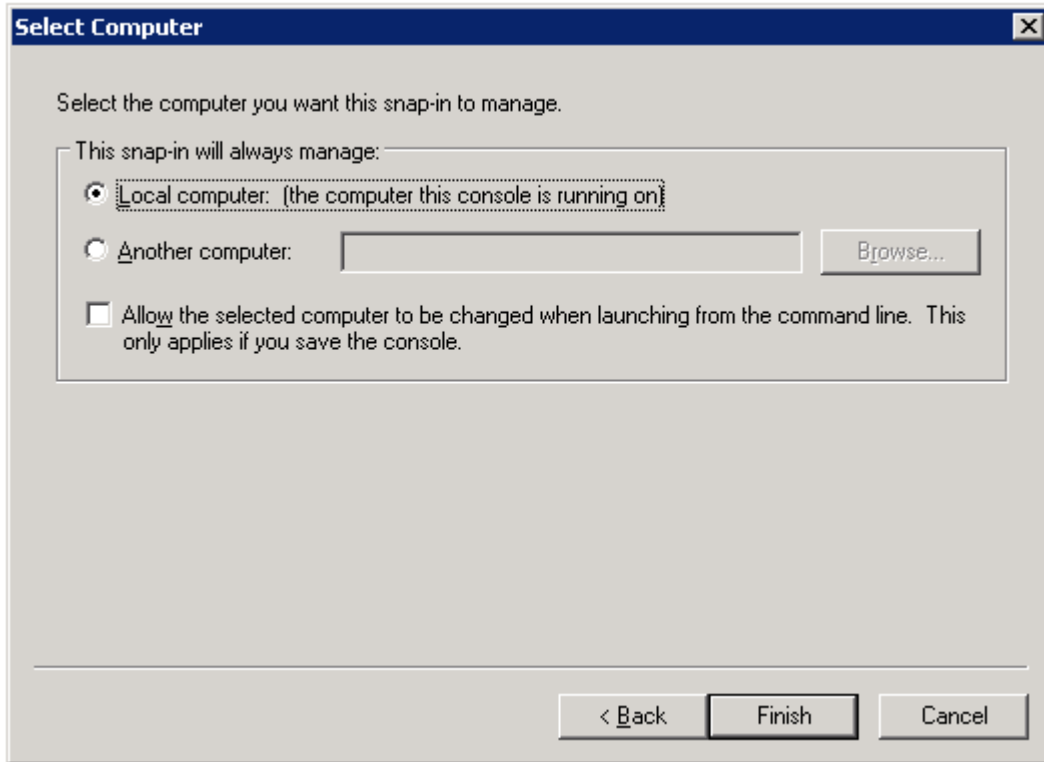 Select Computer
Select the computer you want this snap-in to manage.
This snap-in will always manage:
Local computer:  (the computer this console is running on)
Another computer:
Browse...
Allow the selected computer to be changed when launching from the command line.  This
only applies if you save the console.
< Back
Finish
Cancel